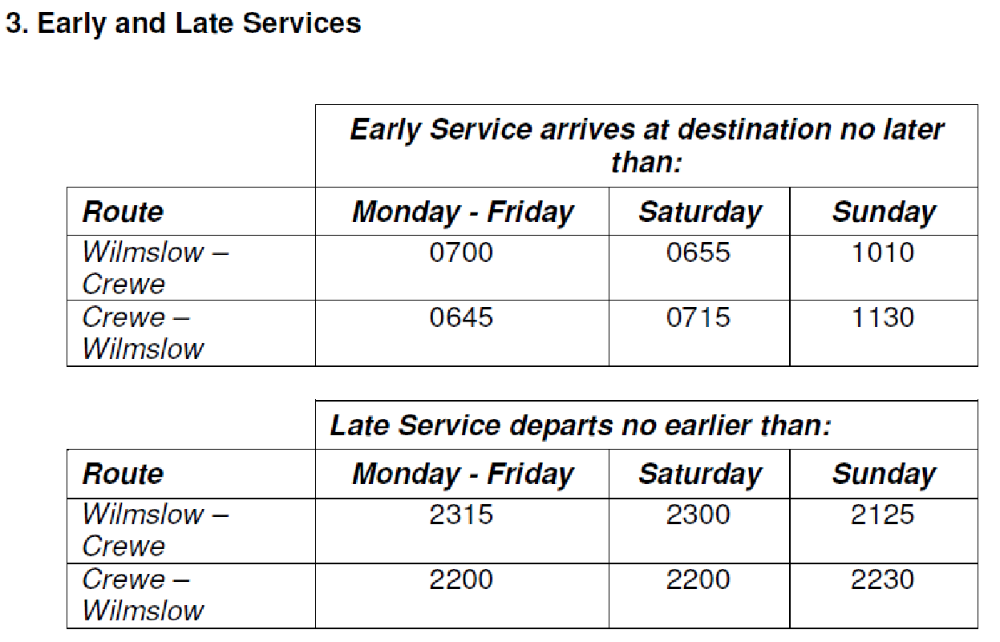 3. Early and Late Services
Early Service arrives at destination no later
than:
Route Monday - Friday Saturday Sunday
Wilmslow – 0700 0655 1010
Crewe
Crewe – 0645 0715 1130
Wilmslow
Late Service departs no earlier than:
Route Monday - Friday Saturday Sunday
Wilmslow – 2315 2300 2125
Crewe
Crewe – 2200 2200 2230
Wilmslow